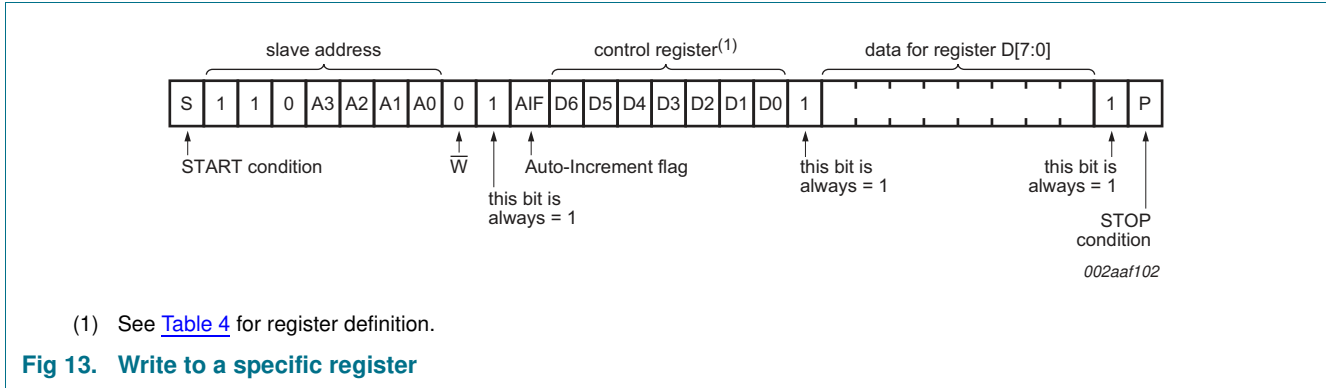 slave address control register(1) data for register D[7:0]
S 1 1 0 A3 A2 A1 A0 0 1 AIF D6 D5 D4 D3 D2 D1 D0 1 1 P
START condition W Auto-Increment flag this bit is always = 1 this bit is always = 1
this bit is
always = 1
STOP
condition
002aaf102
(1) See Table 4 for register definition.
Fig 13. Write to a specific register